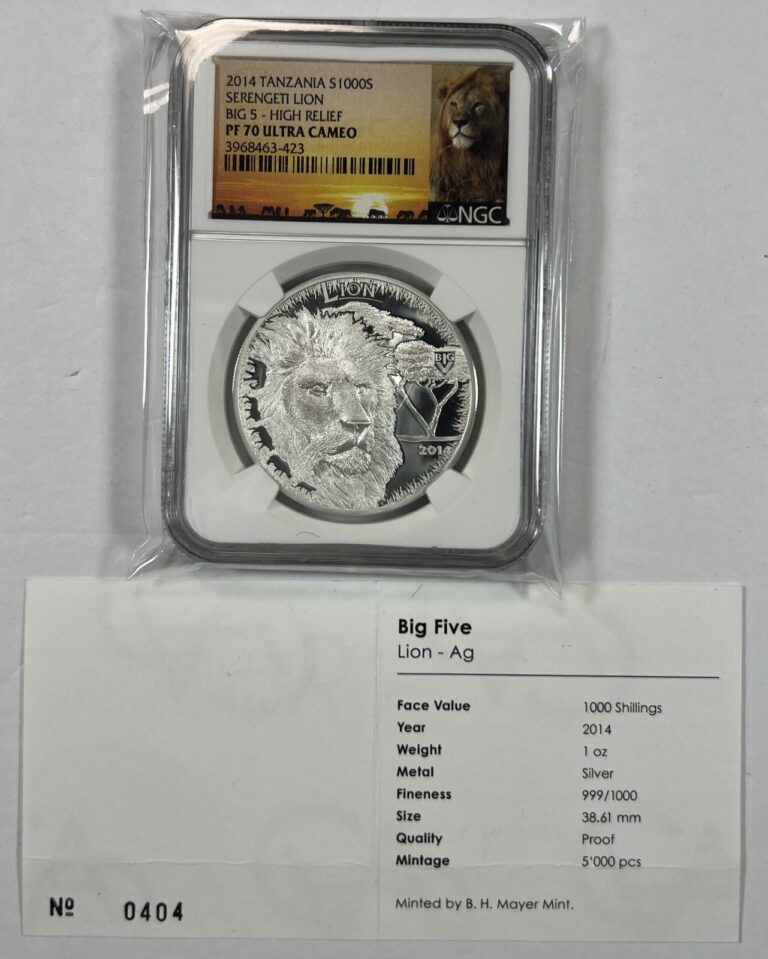 2014 TANZANIA S1000S
SERENGETI LION
BIG 5 - HIGH RELIEF
PF 70 ULTRA CAMEO
3968463-423
NGC
LION
BIG
V
2014
Big Five
Lion - Ag
Face Value 1000 Shillings
Year 2014
Weight 1 oz
Metal Silver
Fineness 999/1000
Size 38.61 mm
Quality Proof
Mintage 5'000 pcs
Minted by B. H. Mayer Mint.
Nº 0404